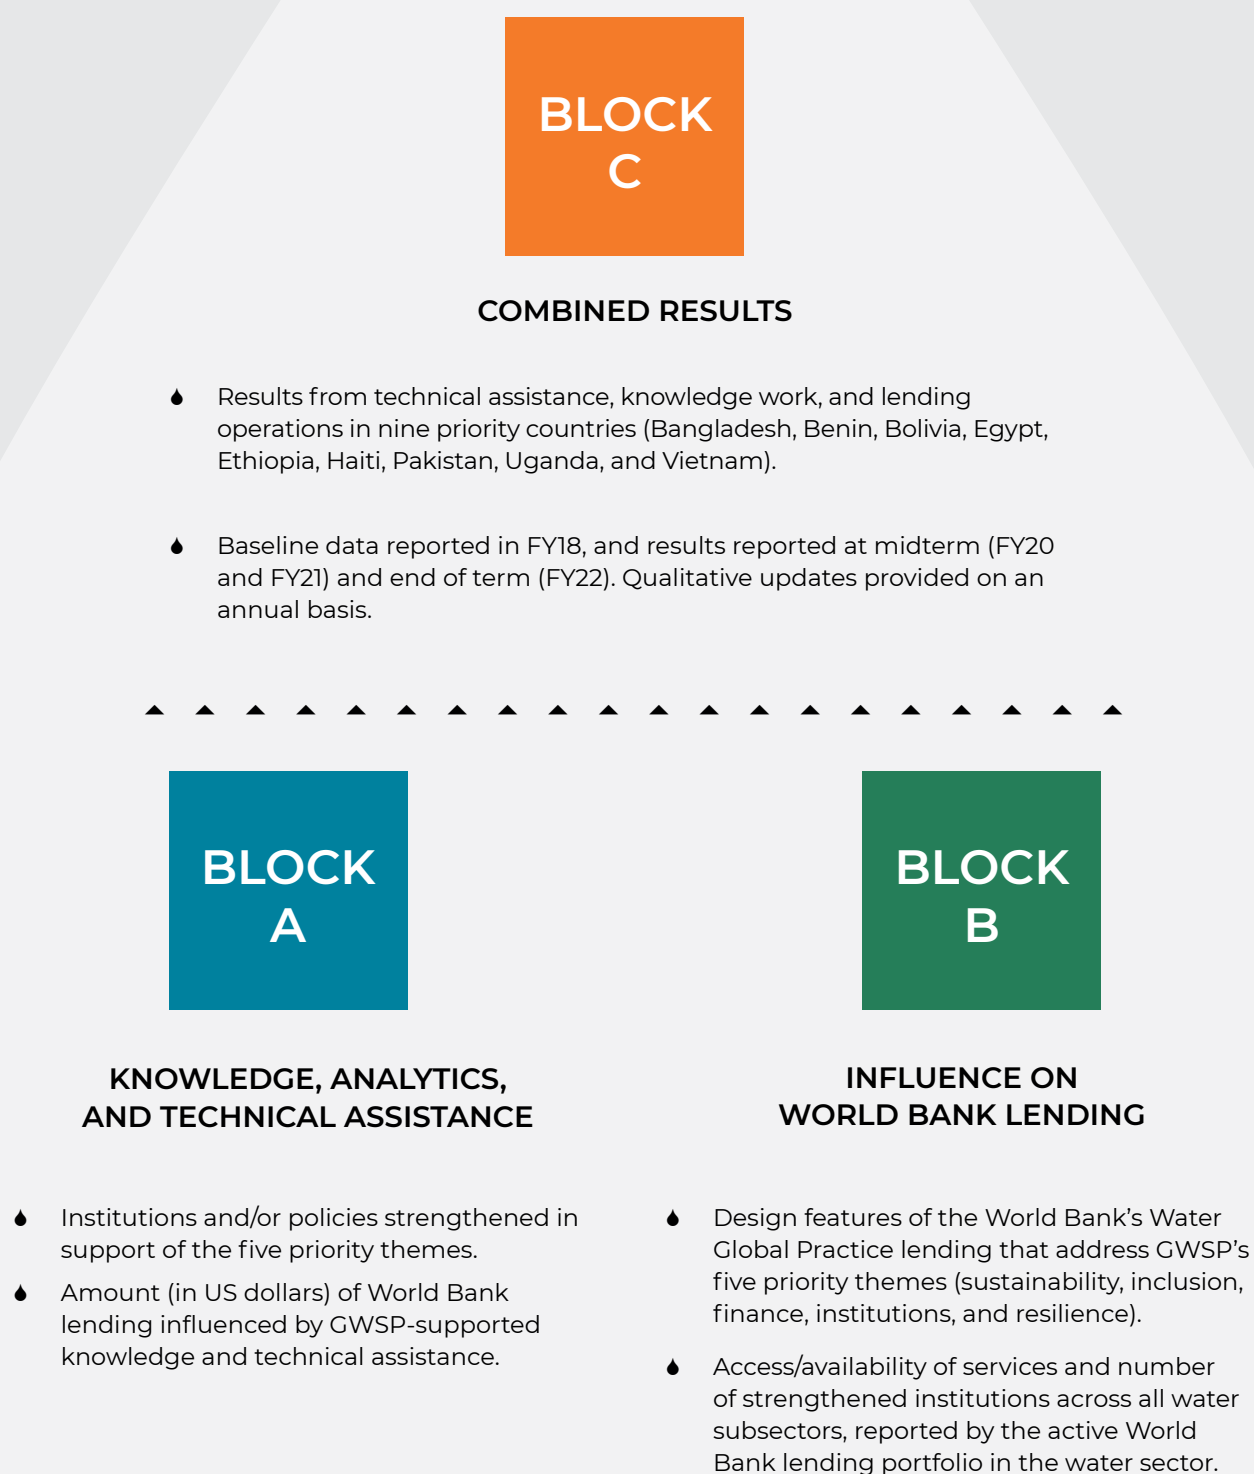 BLOCK
C
COMBINED RESULTS
Results from technical assistance, knowledge work, and lending
operations in nine priority countries (Bangladesh, Benin, Bolivia, Egypt,
Ethiopia, Haiti, Pakistan, Uganda, and Vietnam).
Baseline data reported in FY18, and results reported at midterm (FY20
and FY21) and end of term (FY22). Qualitative updates provided on an
annual basis.
BLOCK
A
KNOWLEDGE, ANALYTICS,
AND TECHNICAL ASSISTANCE
Institutions and/or policies strengthened in
support of the five priority themes.
Amount (in US dollars) of World Bank
lending influenced by GWSP-supported
knowledge and technical assistance.
BLOCK
B
INFLUENCE ON
WORLD BANK LENDING
Design features of the World Bank’s Water
Global Practice lending that address GWSP’s
five priority themes (sustainability, inclusion,
finance, institutions, and resilience).
Access/availability of services and number
of strengthened institutions across all water
subsectors, reported by the active World
Bank lending portfolio in the water sector.